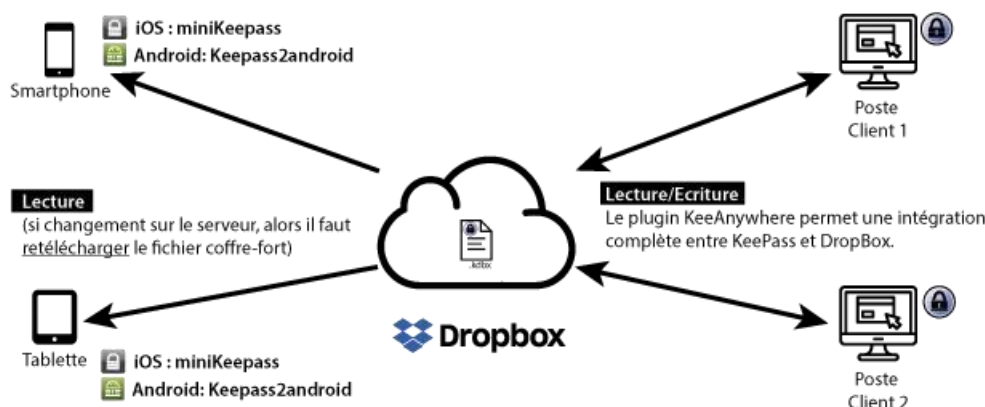 iOS : miniKeepass
Android: Keepass2android
Smartphone
Poste
Client 1
Lecture
(si changement sur le serveur, alors il faut
retélécharger le fichier coffre-fort)
Lecture/Ecriture
Le plugin KeeAnywhere permet une intégration
complète entre KeePass et DropBox.
.kdbx
Dropbox
Tablette
iOS : miniKeepass
Android: Keepass2android
Poste
Client 2